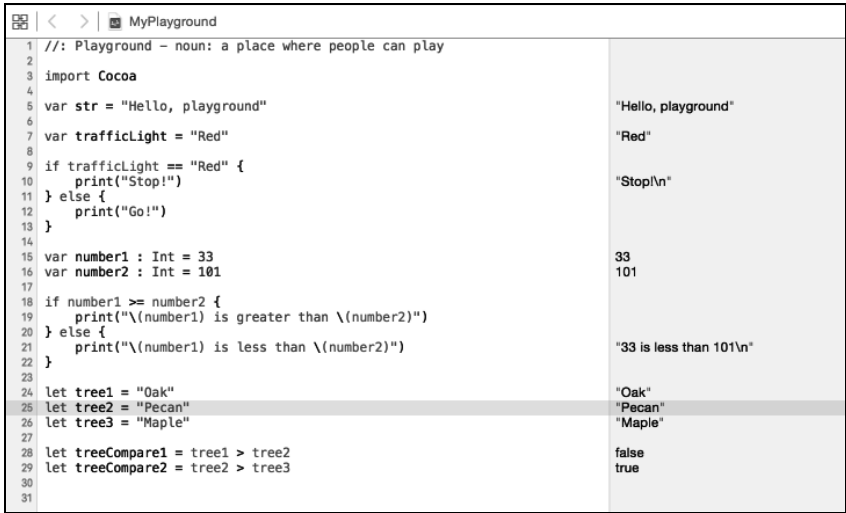 MyPlayground
1 //: Playground – noun: a place where people can play
2
3 import Cocoa
4
5 var str = "Hello, playground" "Hello, playground"
6
7 var trafficLight = "Red" "Red"
8
9 if trafficLight == "Red" {
10     print("Stop!") "Stop!\n"
11 } else {
12     print("Go!")
13 }
14
15 var number1 : Int = 33 33
16 var number2 : Int = 101 101
17
18 if number1 >= number2 {
19     print("\(number1) is greater than \(number2)")
20 } else {
21     print("\(number1) is less than \(number2)") "33 is less than 101\n"
22 }
23
24 let tree1 = "Oak" "Oak"
25 let tree2 = "Pecan" "Pecan"
26 let tree3 = "Maple" "Maple"
27
28 let treeCompare1 = tree1 > tree2 false
29 let treeCompare2 = tree2 > tree3 true
30
31